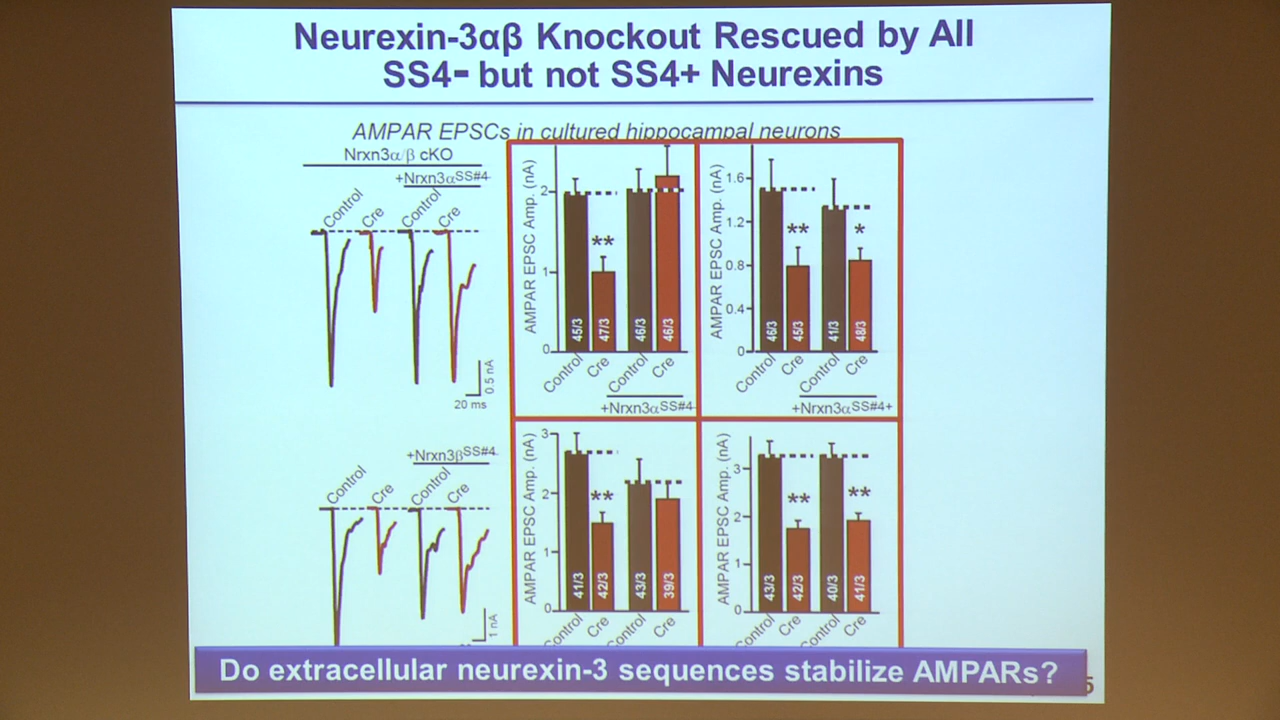 Neurexin-3αβ Knockout Rescued by All
SS4- but not SS4+ Neurexins
AMPAR EPSCs in cultured hippocampal neurons
Nrxn3α/β cKO
+Nrxn3αSS#4-
Control
Cre
Control
Cre
0.5 nA
20 ms
AMPAR EPSC Amp. (nA)
2
1
0
45/3
47/3
46/3
46/3
**
Control
Cre
Control
Cre
+Nrxn3αSS#4-
AMPAR EPSC Amp. (nA)
1.6
1.2
0.8
0.4
0
46/3
45/3
41/3
48/3
**
*
Control
Cre
Control
Cre
+Nrxn3αSS#4+
+Nrxn3βSS#4-
Control
Cre
Control
Cre
1 nA
AMPAR EPSC Amp. (nA)
3
2
1
0
41/3
42/3
43/3
39/3
**
Control
Cre
Control
Cre
AMPAR EPSC Amp. (nA)
3
2
1
0
43/3
42/3
40/3
41/3
**
**
Control
Cre
Control
Cre
Do extracellular neurexin-3 sequences stabilize AMPARs?